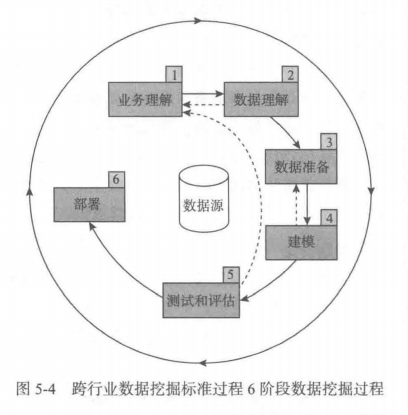 1
业务理解
2
数据理解
3
数据准备
4
建模
5
测试和评估
6
部署
数据源
图 5-4 跨行业数据挖掘标准过程 6 阶段数据挖掘过程